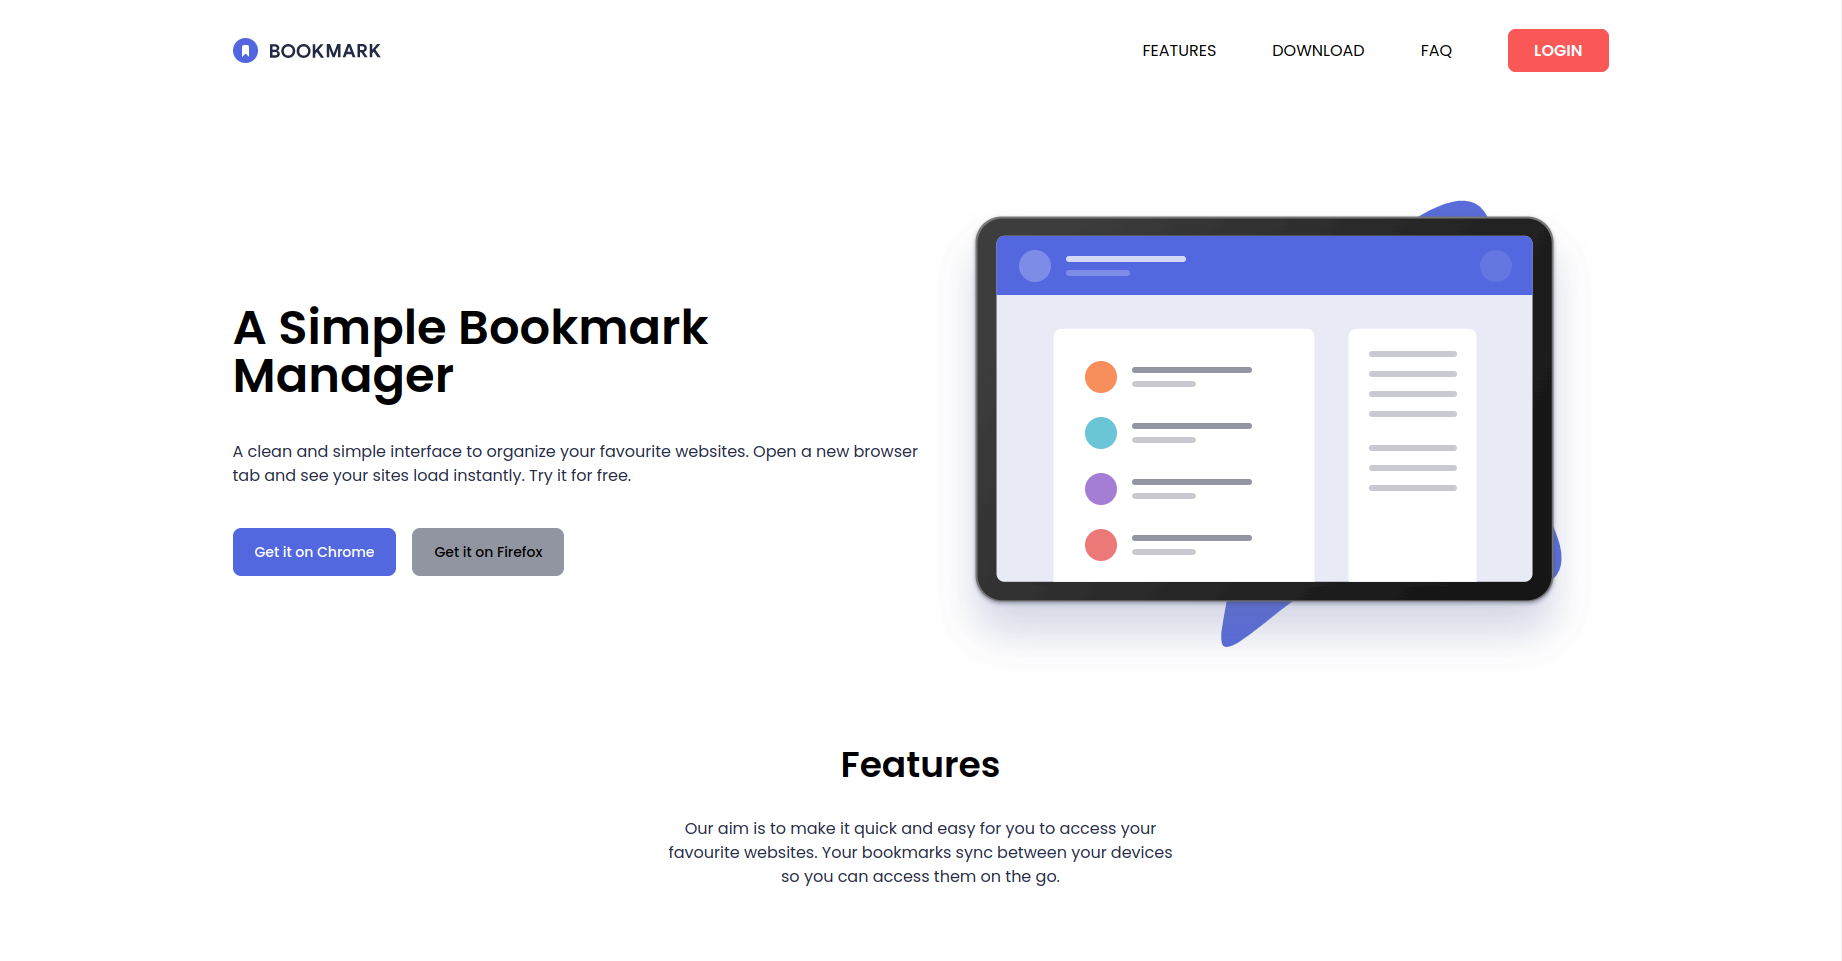 BOOKMARK
FEATURES
DOWNLOAD
FAQ
LOGIN
A Simple Bookmark
Manager
A clean and simple interface to organize your favourite websites. Open a new browser
tab and see your sites load instantly. Try it for free.
Get it on Chrome
Get it on Firefox
Features
Our aim is to make it quick and easy for you to access your
favourite websites. Your bookmarks sync between your devices
so you can access them on the go.